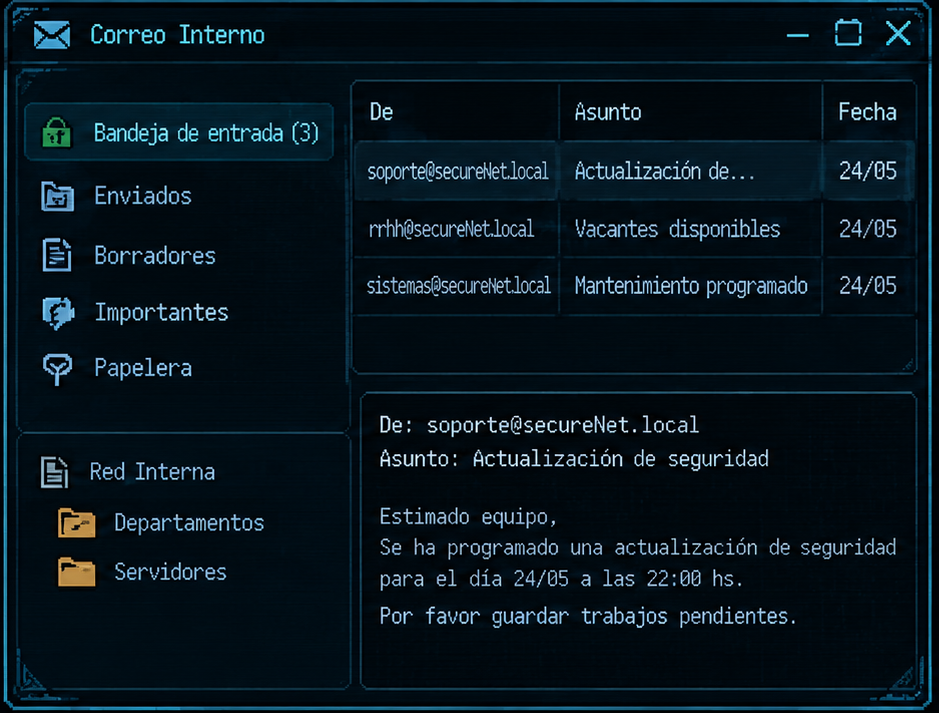 Correo Interno
Bandeja de entrada (3)
Enviados
Borradores
Importantes
Papelera
Red Interna
Departamentos
Servidores
De Asunto Fecha
soporte@secureNet.local Actualización de... 24/05
rrhh@secureNet.local Vacantes disponibles 24/05
sistemas@secureNet.local Mantenimiento programado 24/05
De: soporte@secureNet.local
Asunto: Actualización de seguridad
Estimado equipo,
Se ha programado una actualización de seguridad
para el día 24/05 a las 22:00 hs.
Por favor guardar trabajos pendientes.